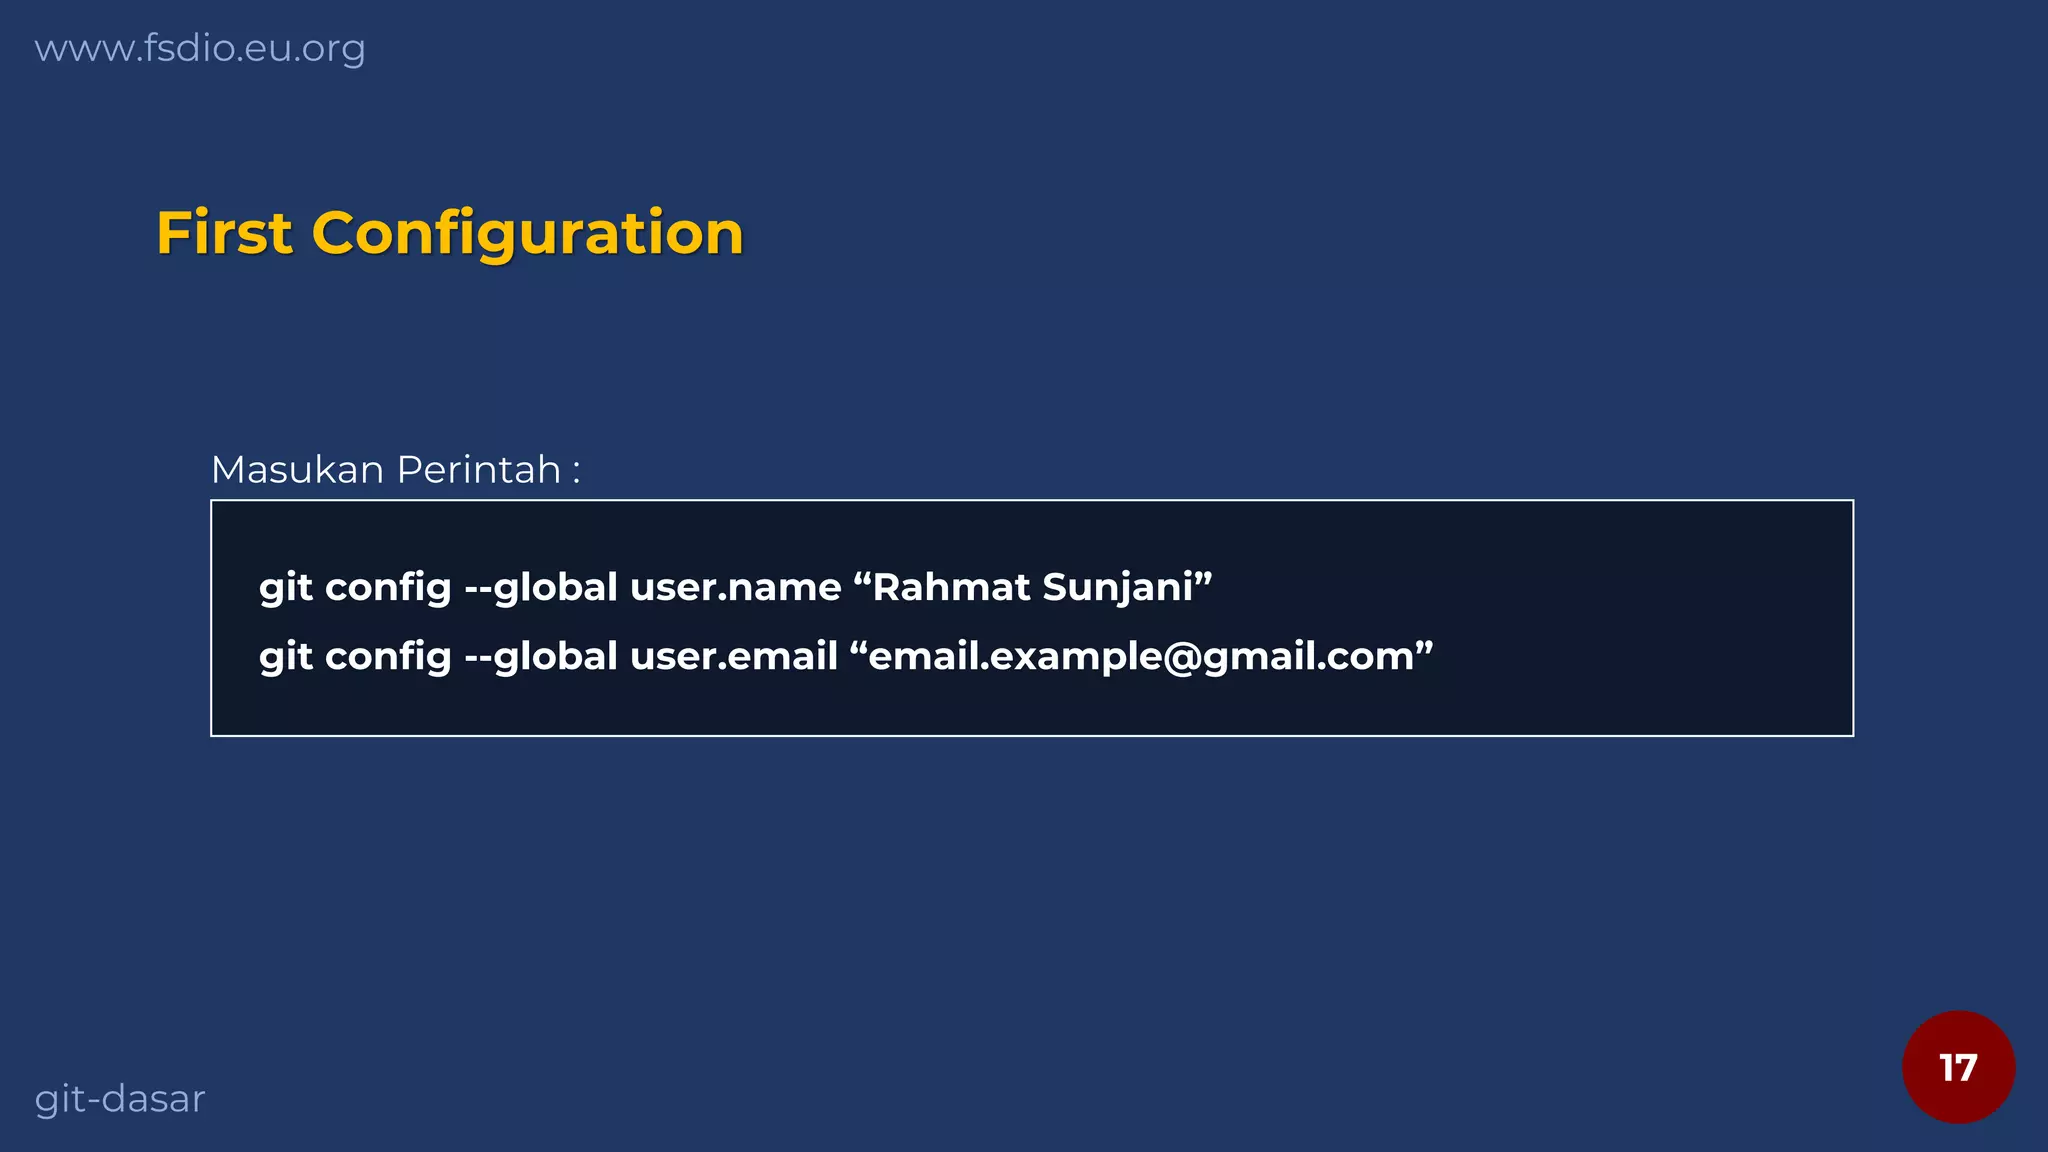 www.fsdio.eu.org
First Configuration
Masukan Perintah :
git config --global user.name “Rahmat Sunjani”
git config --global user.email “email.example@gmail.com”
17
git-dasar